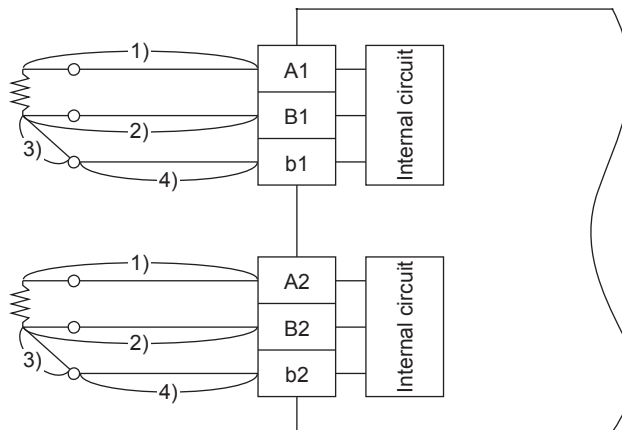 1)
A1
B1
2)
3)
b1
4)
Internal circuit
1)
A2
B2
2)
3)
b2
4)
Internal circuit